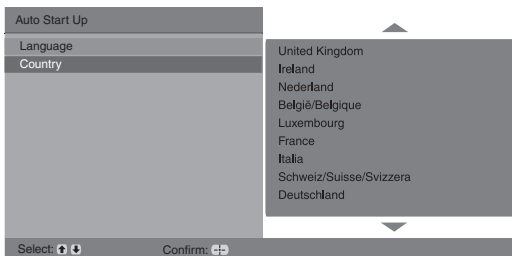 Auto Start Up
Language
Country
United Kingdom
Ireland
Nederland
België/Belgique
Luxembourg
France
Italia
Schweiz/Suisse/Svizzera
Deutschland
Select: Confirm: